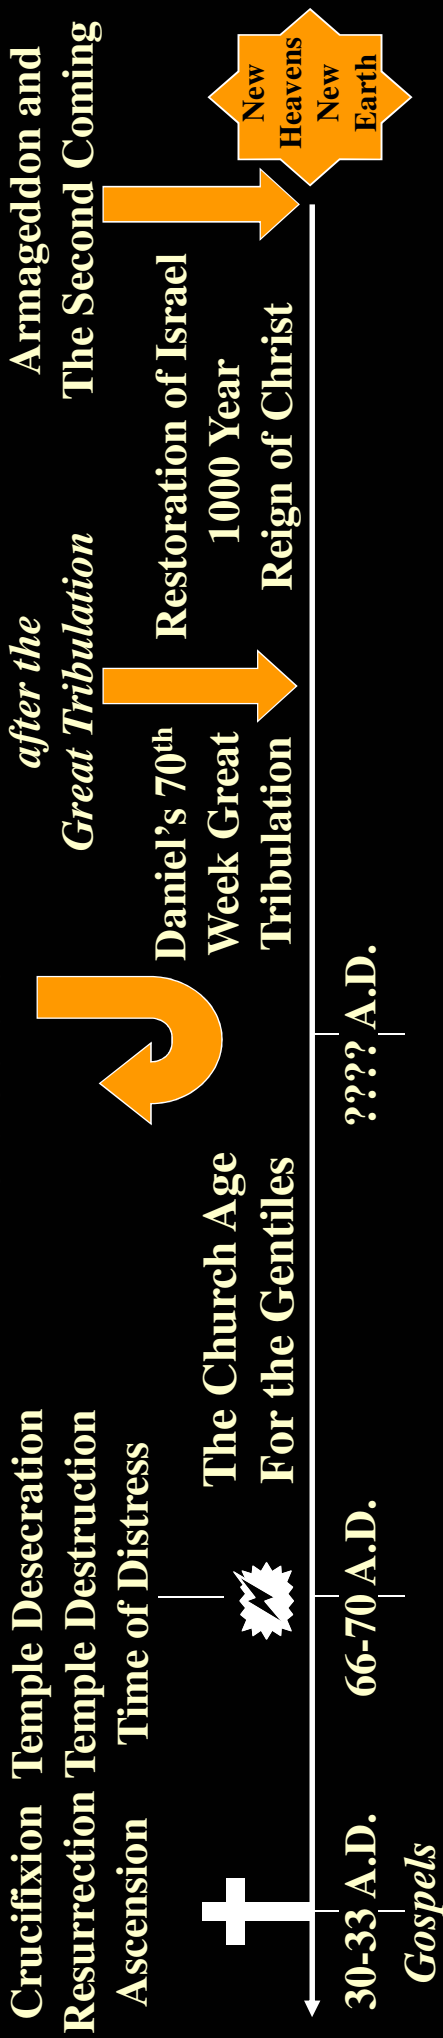 Crucifixion
Resurrection
Ascension
Temple Desecration
Temple Destruction
Time of Distress
The Church Age
For the Gentiles
after the
Great Tribulation
Daniel's 70th
Week Great
Tribulation
Armageddon and
The Second Coming
Restoration of Israel
1000 Year
Reign of Christ
New
Heavens
New
Earth
30-33 A.D.
Gospels
66-70 A.D.
???? A.D.